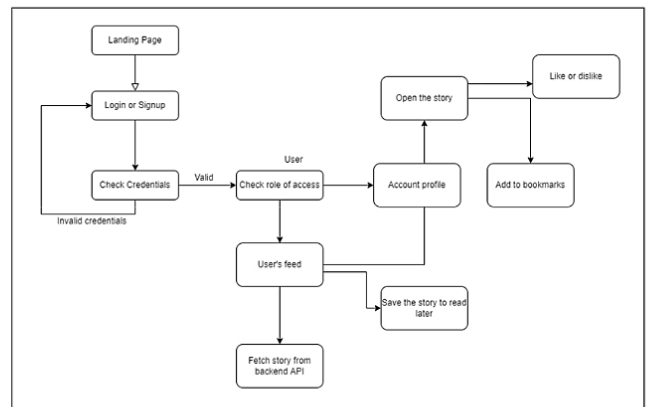 Landing Page
Like or dislike
Open the story
Login or Signup
User
Valid
Check Credentials
Check role of access
Account profile
Add to bookmarks
Invalid credentials
User's feed
Save the story to read
later
Fetch story from
backend API